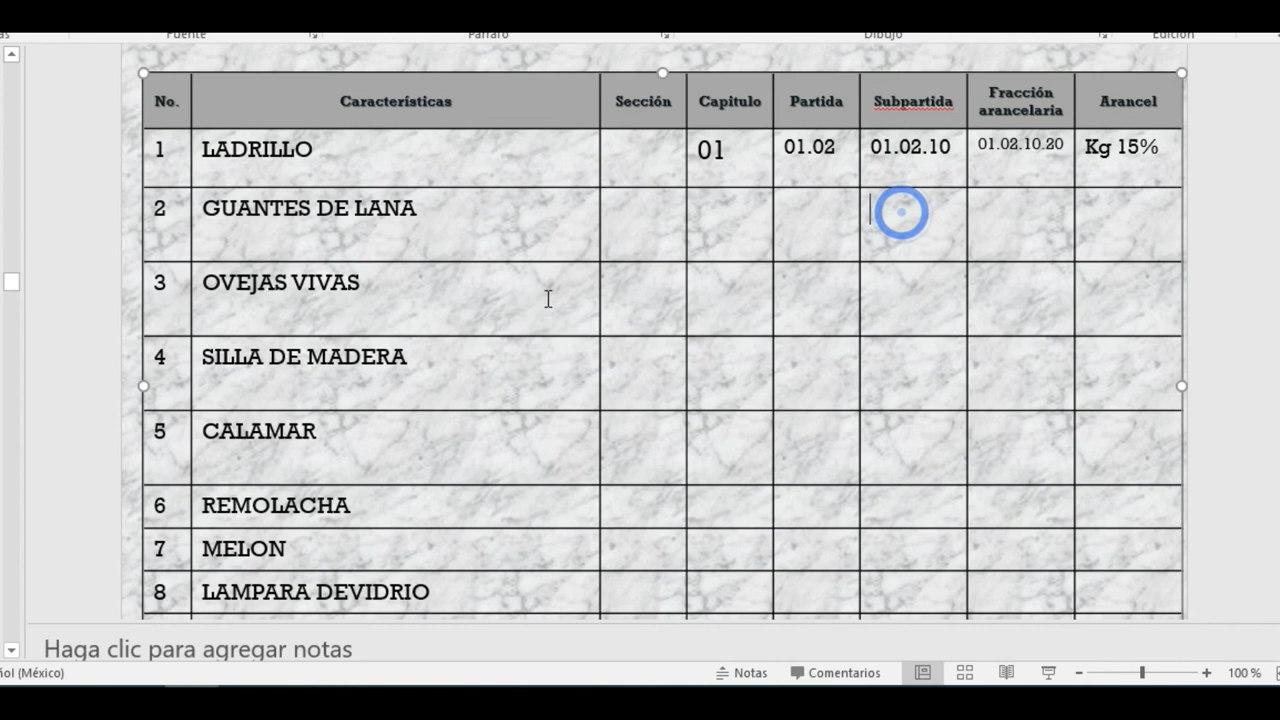 Fuente Párrafo Dibujo Edición
No. Características Sección Capitulo Partida Subpartida Fracción arancelaria Arancel
1 LADRILLO 01 01.02 01.02.10 01.02.10.20 Kg 15%
2 GUANTES DE LANA
3 OVEJAS VIVAS
4 SILLA DE MADERA
5 CALAMAR
6 REMOLACHA
7 MELON
8 LAMPARA DEVIDRIO
Haga clic para agregar notas
(México) Notas Comentarios 100 %